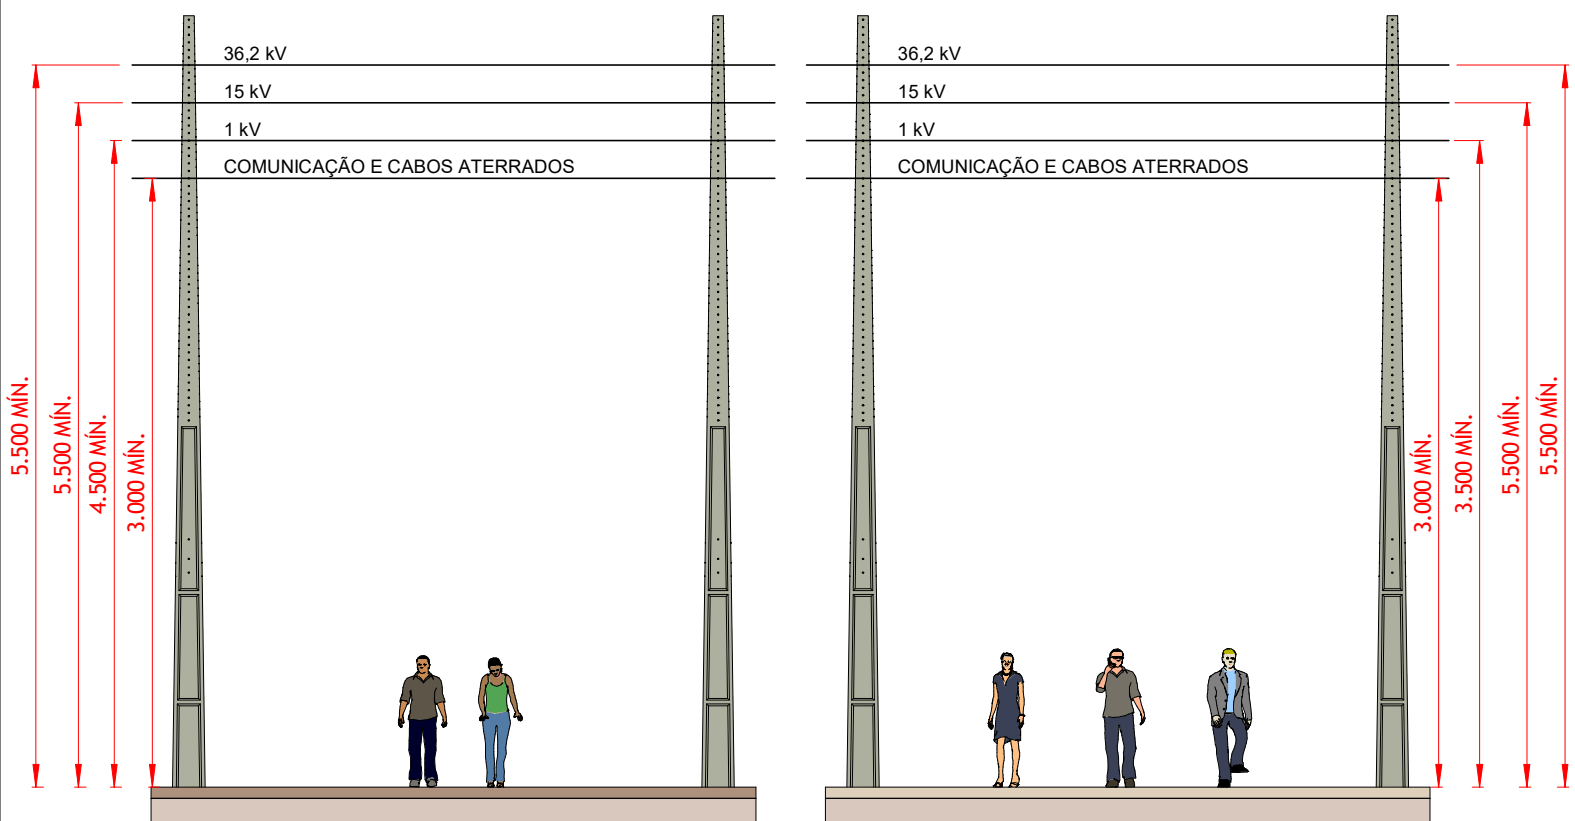 36,2 kV
15 kV
1 kV
COMUNICAÇÃO E CABOS ATERRADOS
5.500 MÍN.
5.500 MÍN.
4.500 MÍN.
3.000 MÍN.
36,2 kV
15 kV
1 kV
COMUNICAÇÃO E CABOS ATERRADOS
3.000 MÍN.
3.500 MÍN.
5.500 MÍN.
5.500 MÍN.